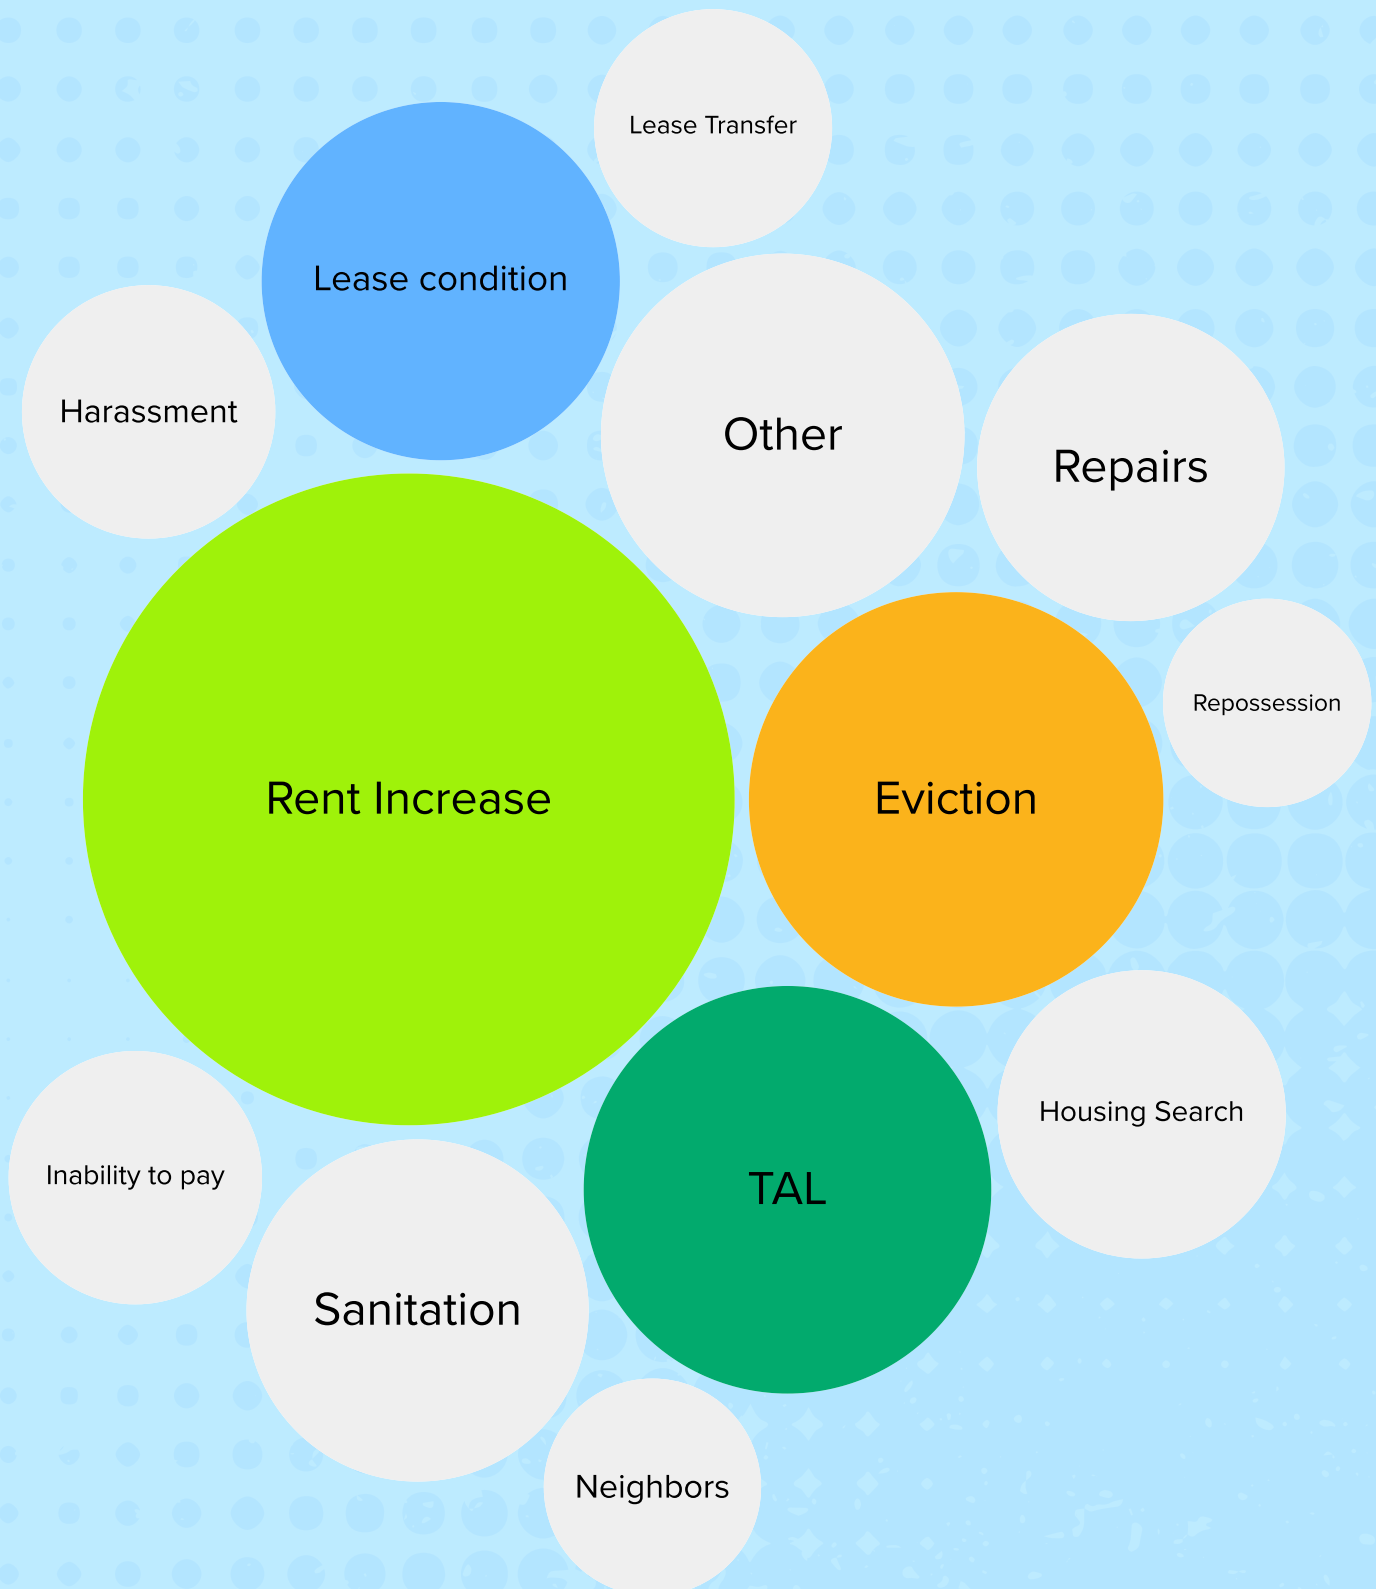 Lease Transfer
Lease condition
Harassment
Other
Repairs
Repossession
Rent Increase
Eviction
Housing Search
Inability to pay
TAL
Sanitation
Neighbors